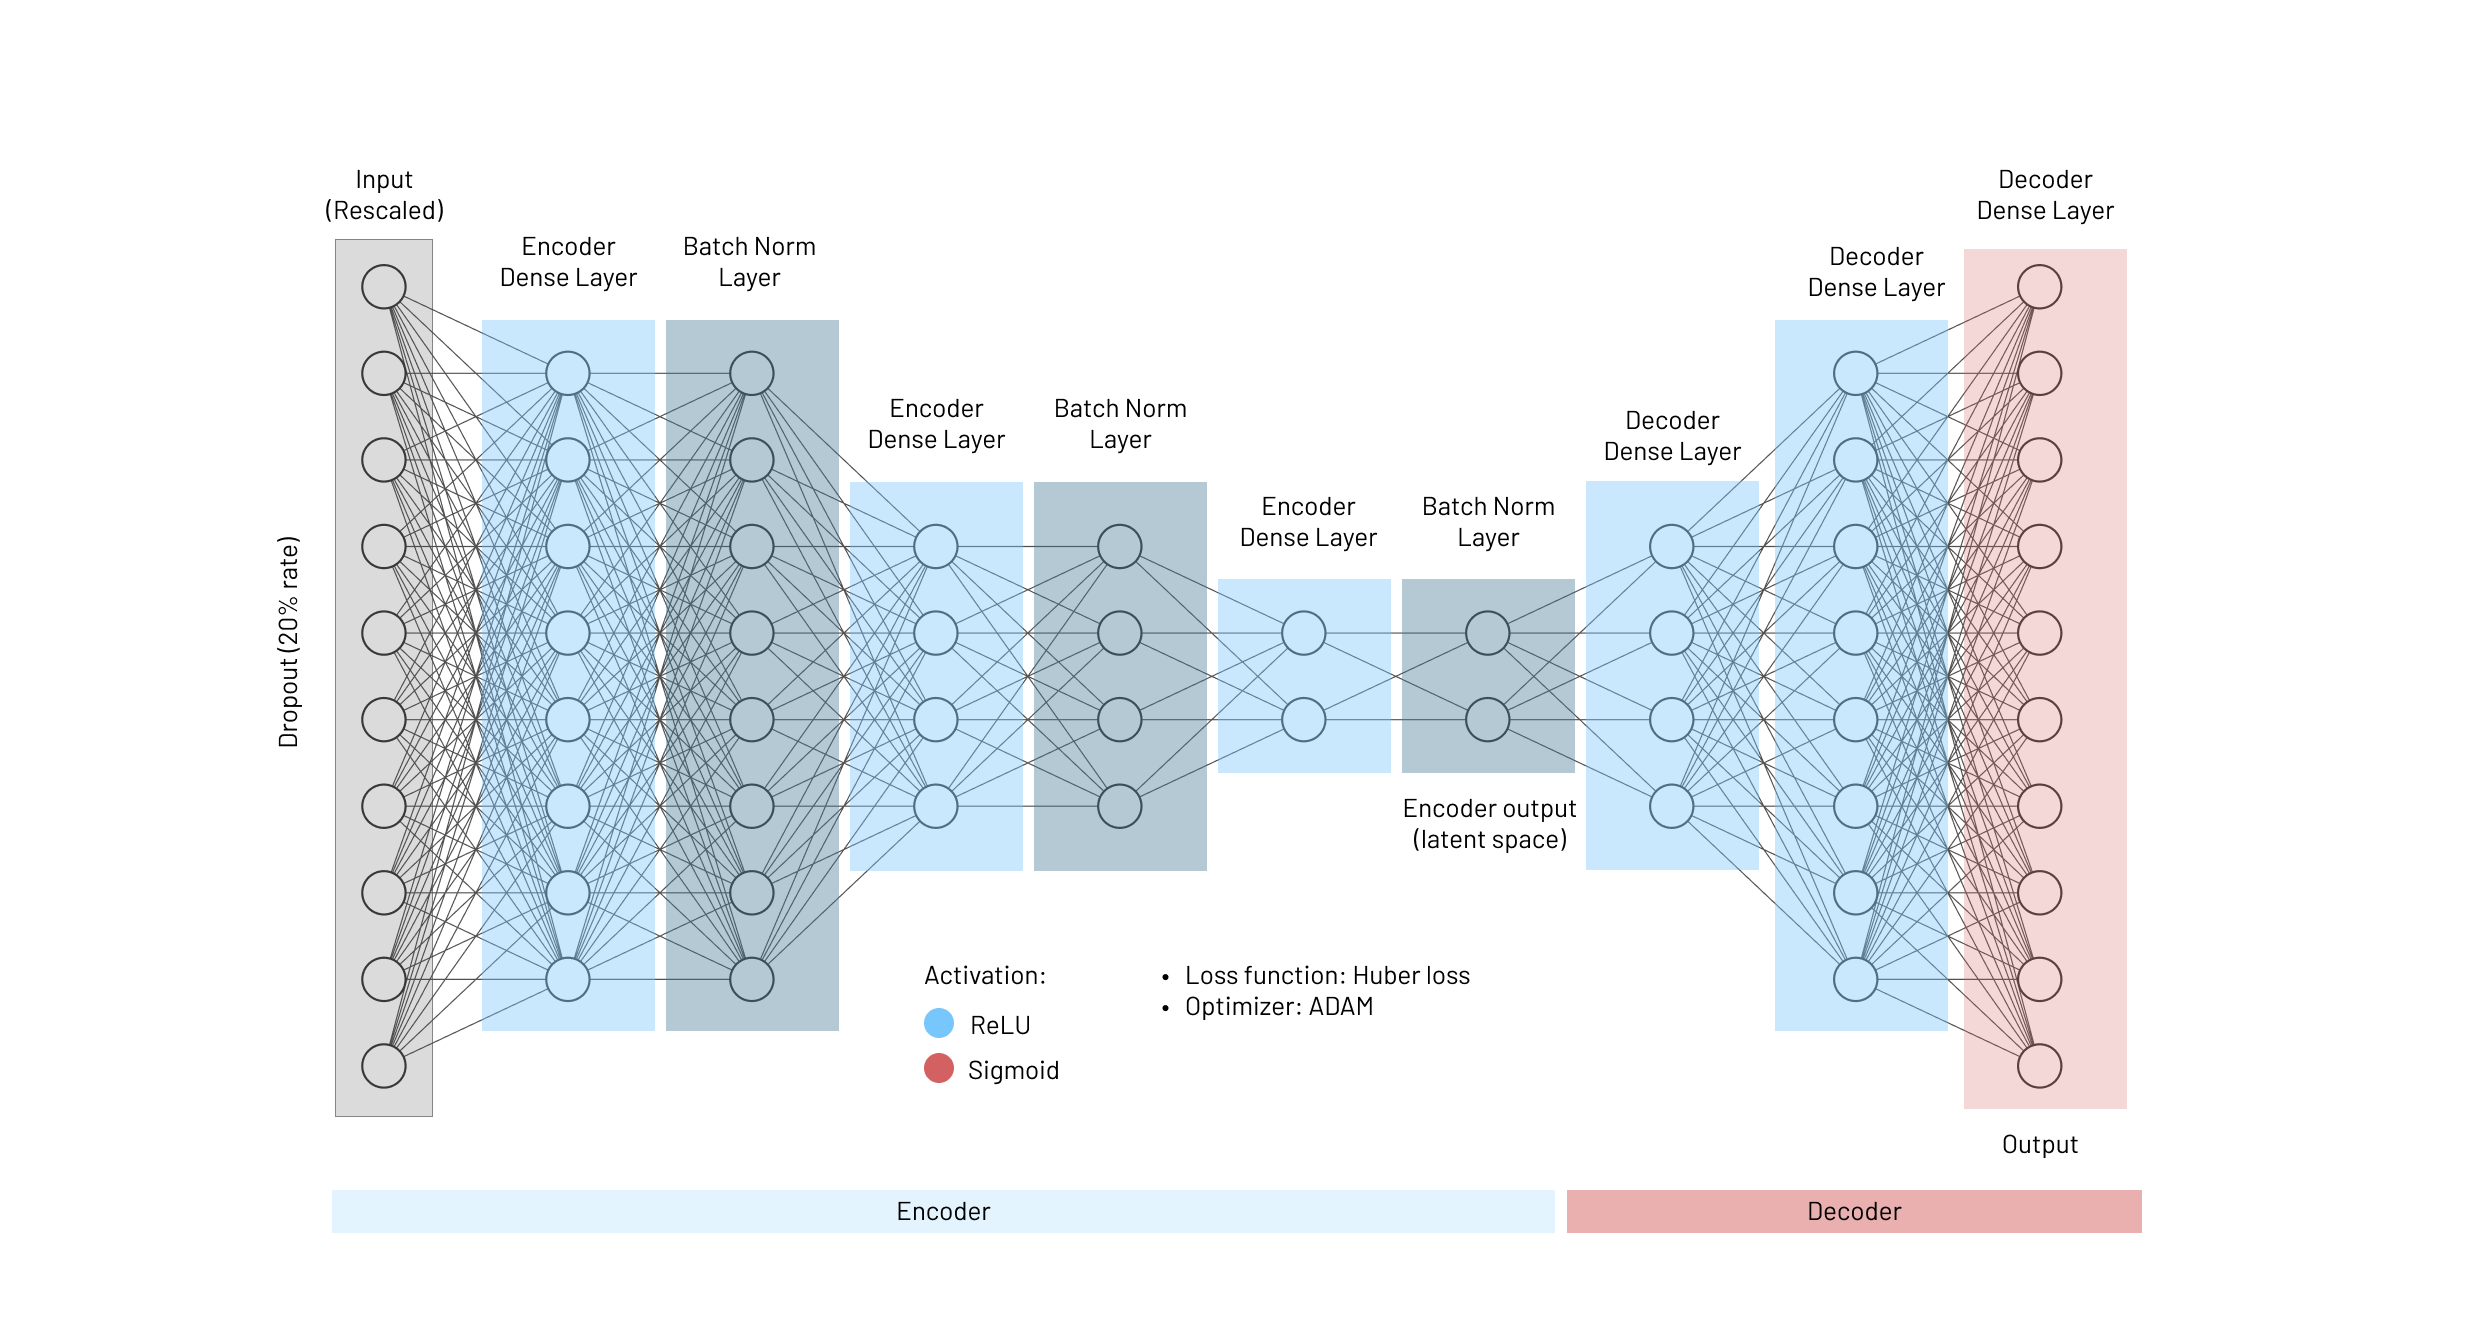 Input
(Rescaled)
Encoder
Dense Layer
Batch Norm
Layer
Encoder
Dense Layer
Batch Norm
Layer
Encoder
Dense Layer
Batch Norm
Layer
Decoder
Dense Layer
Decoder
Dense Layer
Decoder
Dense Layer
Dropout (20% rate)
Encoder output
(latent space)
Activation:
ReLU
Sigmoid
• Loss function: Huber loss
• Optimizer: ADAM
Output
Encoder
Decoder